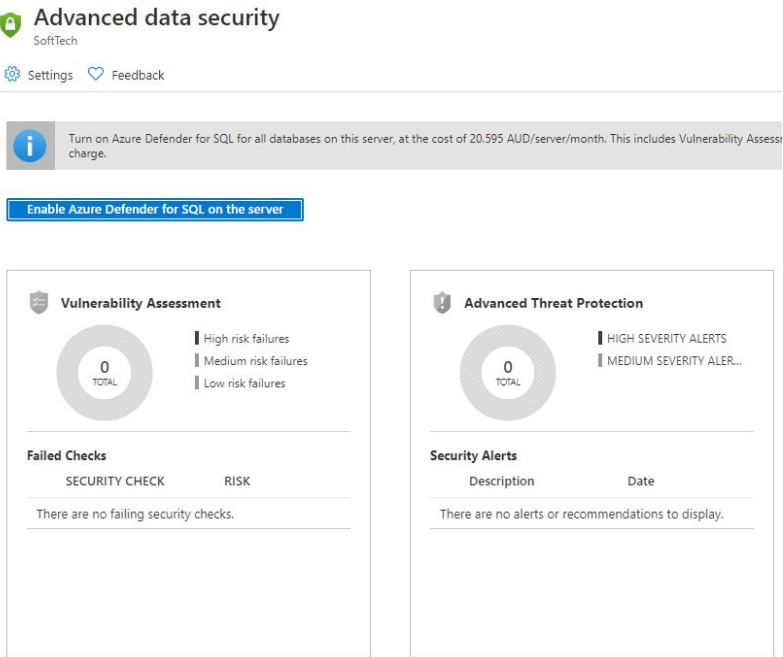 Advanced data security
SoftTech
Settings
Feedback
Turn on Azure Defender for SQL for all databases on this server, at the cost of 20.595 AUD/server/month. This includes Vulnerability
charge.
Enable Azure Defender for SQL on the server
Vulnerability Assessment
0
TOTAL
High risk failures
Medium risk failures
Low risk failures
Failed Checks
SECURITY CHECK RISK
There are no failing security checks.
Advanced Threat Protection
0
TOTAL
HIGH SEVERITY ALERTS
MEDIUM SEVERITY ALER...
Security Alerts
Description Date
There are no alerts or recommendations to display.